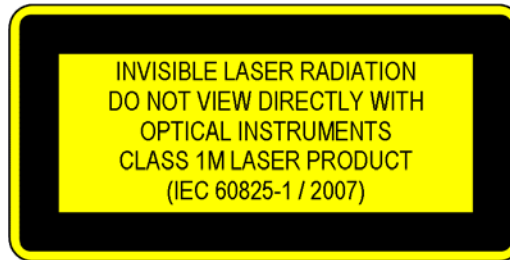 INVISIBLE LASER RADIATION
DO NOT VIEW DIRECTLY WITH
OPTICAL INSTRUMENTS
CLASS 1M LASER PRODUCT
(IEC 60825-1 / 2007)